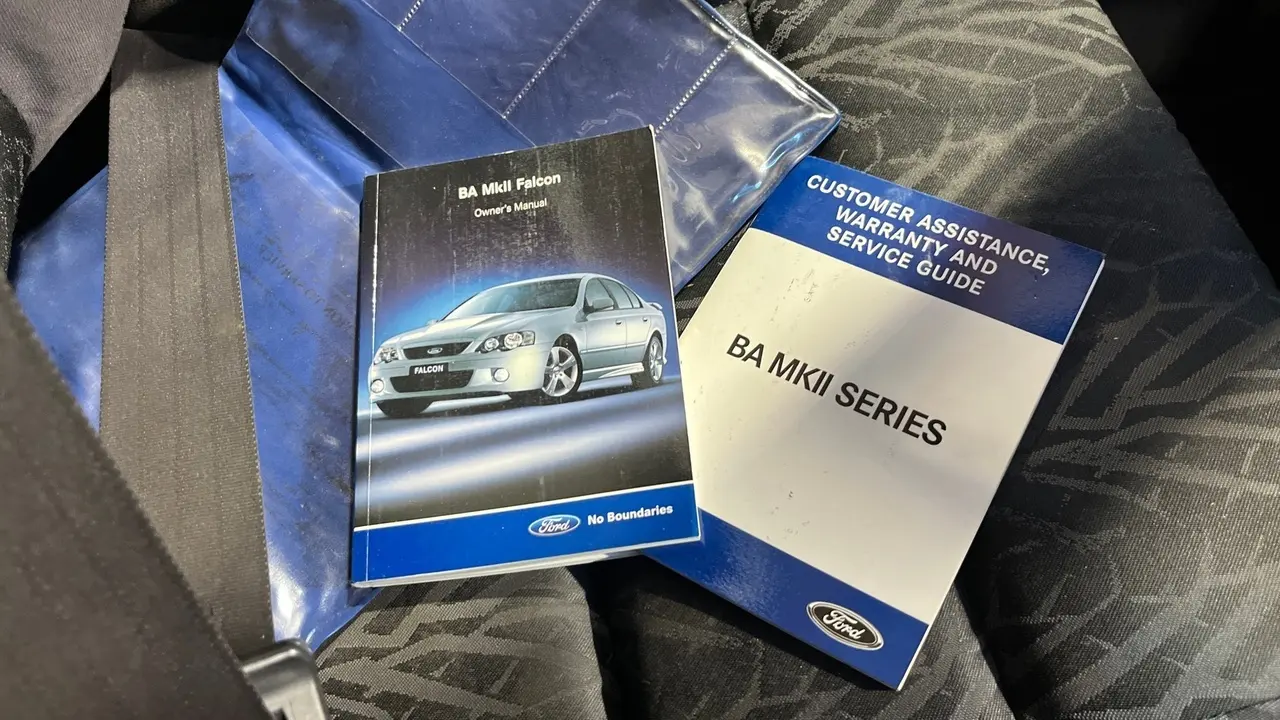 BA MkII Falcon
Owner's Manual
FALCON
Ford
No Boundaries
CUSTOMER ASSISTANCE,
WARRANTY AND
SERVICE GUIDE
BA MKII SERIES
Ford